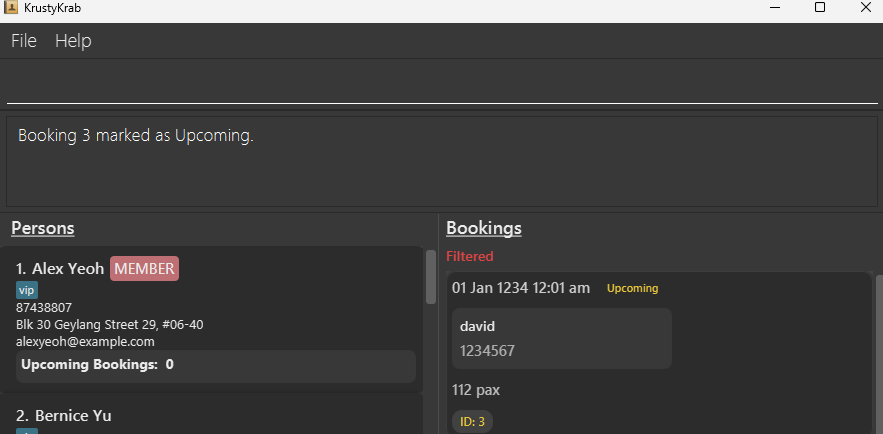 KrustyKrab
File Help
Booking 3 marked as Upcoming.
Persons
1. Alex Yeoh MEMBER
vip
87438807
Blk 30 Geylang Street 29, #06-40
alexyeoh@example.com
Upcoming Bookings: 0
2. Bernice Yu
Bookings
Filtered
01 Jan 1234 12:01 am Upcoming
david
1234567
112 pax
ID: 3